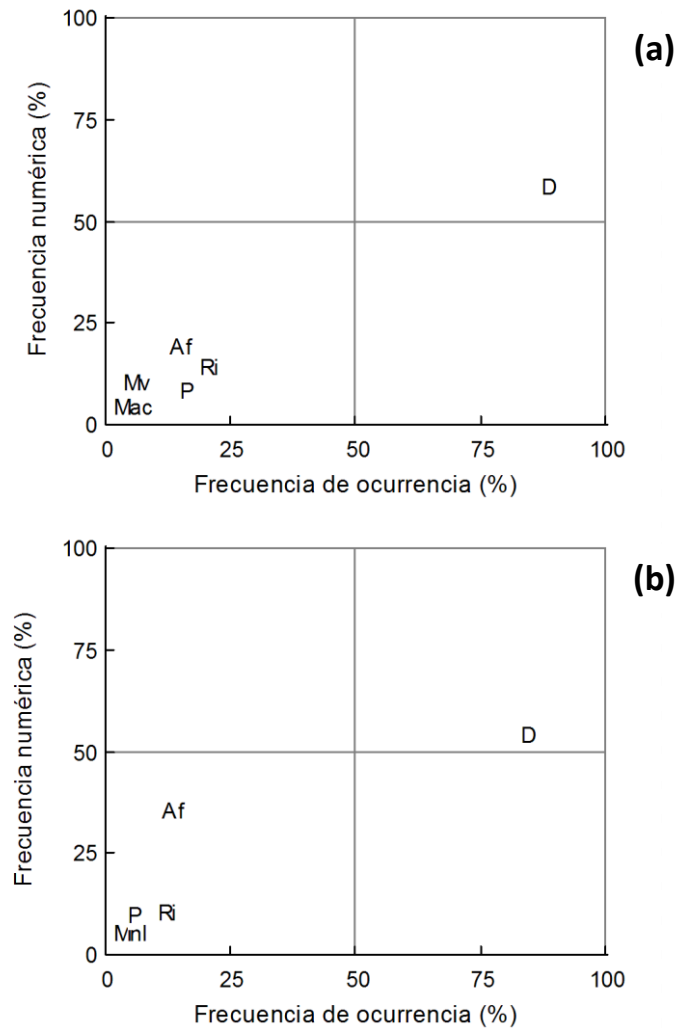 (a)
Frecuencia numérica (%)
100
75
50
25
0
D
Af
Ri
Mv
P
Mac
0 25 50 75 100
Frecuencia de ocurrencia (%)
(b)
Frecuencia numérica (%)
100
75
50
25
0
D
Af
P Ri
Mnl
0 25 50 75 100
Frecuencia de ocurrencia (%)